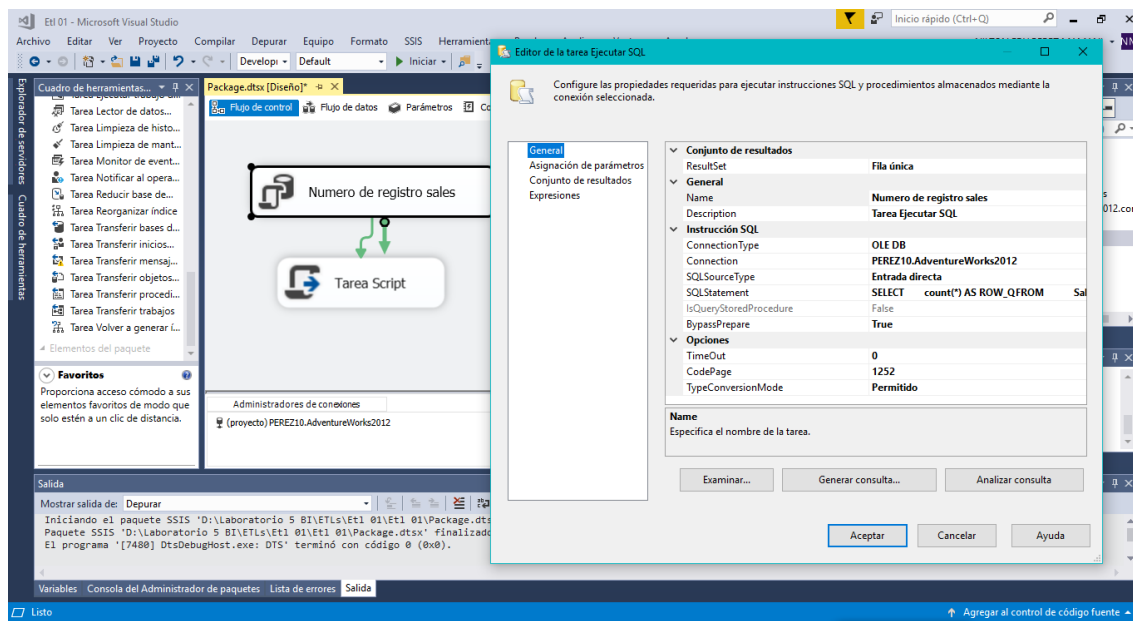 Etl 01 - Microsoft Visual Studio
Inicio rápido (Ctrl+Q)
Archivo Editar Ver Proyecto Compilar Depurar Equipo Formato SSIS Herramient
Developi Default Iniciar
Explorador de servidores
Cuadro de herramientas
Cuadro de herramientas...
Tarea Lector de datos...
Tarea Limpieza de histo...
Tarea Limpieza de mant...
Tarea Monitor de event...
Tarea Notificar al opera...
Tarea Reducir base de...
Tarea Reorganizar índice
Tarea Transferir bases d...
Tarea Transferir inicios...
Tarea Transferir mensaj...
Tarea Transferir objetos...
Tarea Transferir procedi...
Tarea Transferir trabajos
Tarea Volver a generar í...
Elementos del paquete
Favoritos
Proporciona acceso cómodo a sus
elementos favoritos de modo que
solo estén a un clic de distancia.
Package.dtsx [Diseño]*
Flujo de control Flujo de datos Parámetros Co
Numero de registro sales
Tarea Script
Administradores de conexiones
(proyecto) PEREZ10.AdventureWorks2012
Editor de la tarea Ejecutar SQL
Configure las propiedades requeridas para ejecutar instrucciones SQL y procedimientos almacenados mediante la
conexión seleccionada.
General
Asignación de parámetros
Conjunto de resultados
Expresiones
Conjunto de resultados
ResultSet Fila única
General
Name Numero de registro sales
Description Tarea Ejecutar SQL
Instrucción SQL
ConnectionType OLE DB
Connection PEREZ10.AdventureWorks2012
SQLSourceType Entrada directa
SQLStatement SELECT count(*) AS ROW_QFROM Sal
IsQueryStoredProcedure False
BypassPrepare True
Opciones
TimeOut 0
CodePage 1252
TypeConversionMode Permitido
Name
Especifica el nombre de la tarea.
Examinar... Generar consulta... Analizar consulta
Aceptar Cancelar Ayuda
s
012.co
Salida
Mostrar salida de: Depurar
Iniciando el paquete SSIS 'D:\Laboratorio 5 BI\ETLs\Etl 01\Etl 01\Package.dts
Paquete SSIS 'D:\Laboratorio 5 BI\ETLs\Etl 01\Etl 01\Package.dtsx' finalizad
El programa '[7480] DtsDebugHost.exe: DTS' terminó con código 0 (0x0).
Variables Consola del Administrador de paquetes Lista de errores Salida
Listo
Agregar al control de código fuente